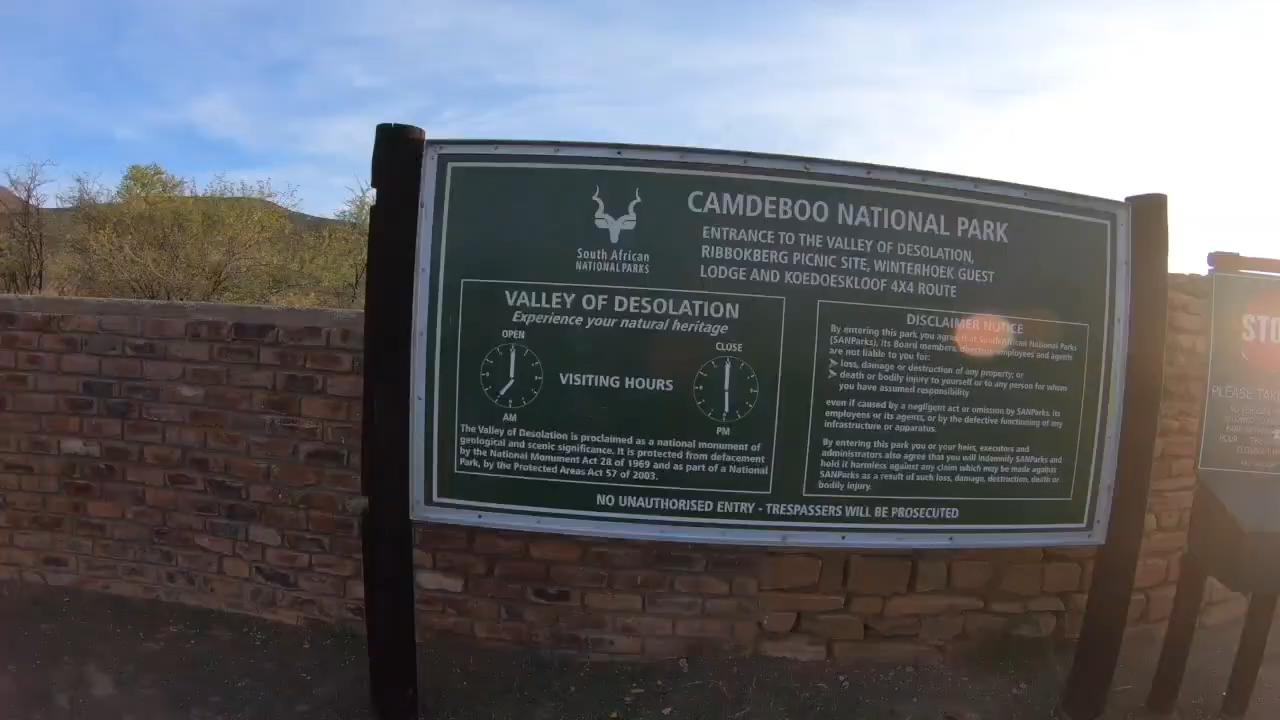 South African
NATIONAL PARKS
CAMDEBOO NATIONAL PARK
ENTRANCE TO THE VALLEY OF DESOLATION,
RIBBOKBERG PICNIC SITE, WINTERHOEK GUEST
LODGE AND KOEDOESKLOOF 4X4 ROUTE
VALLEY OF DESOLATION
Experience your natural heritage
OPEN
AM
VISITING HOURS
CLOSE
PM
The Valley of Desolation is proclaimed as a national monument of
geological and scenic significance. It is protected from defacement
by the National Monument Act 28 of 1969 and as part of a National
Park, by the Protected Areas Act 57 of 2003.
DISCLAIMER NOTICE
By entering this park you agree that South African National Parks
(SANParks), its Board members, directors, employees and agents
are not liable to you for:
loss, damage or destruction of any property; or
death or bodily injury to yourself or to any person for whom
you have assumed responsibility
even if caused by a negligent act or omission by SANParks, its
employees or its agents, or by the defective functioning of any
infrastructure or apparatus.
By entering this park you or your heirs, executors and
administrators also agree that you will indemnify SANParks and
hold it harmless against any claim which may be made against
SANParks as a result of such loss, damage, destruction, death or
bodily injury.
NO UNAUTHORISED ENTRY - TRESPASSERS WILL BE PROSECUTED
STO
PLEASE TAK